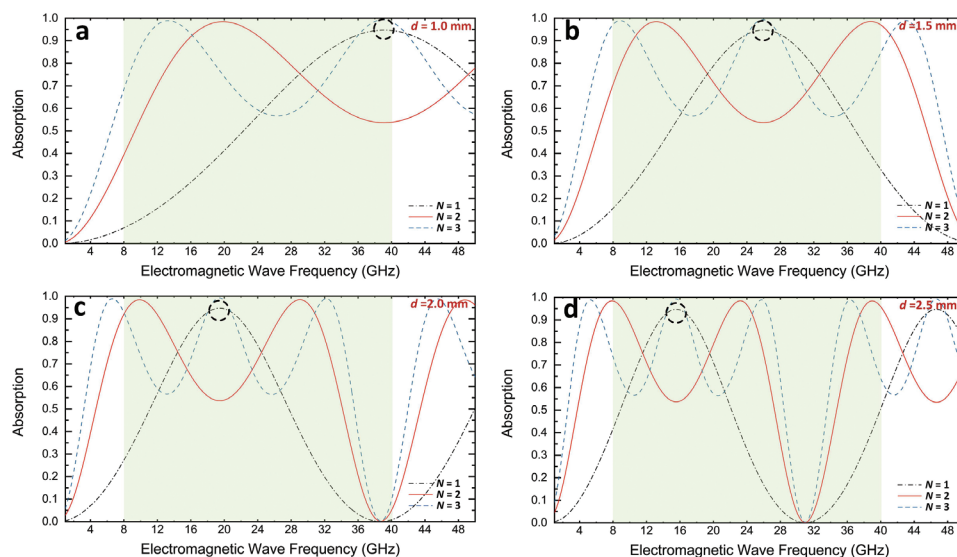 a
d = 1.0 mm
Absorption
1.0
0.9
0.8
0.7
0.6
0.5
0.4
0.3
0.2
0.1
0.0
N = 1
N = 2
N = 3
4 8 12 16 20 24 28 32 36 40 44 48
Electromagnetic Wave Frequency (GHz)
b
d =1.5 mm
Absorption
1.0
0.9
0.8
0.7
0.6
0.5
0.4
0.3
0.2
0.1
0.0
N = 1
N = 2
N = 3
4 8 12 16 20 24 28 32 36 40 44 48
Electromagnetic Wave Frequency (GHz)
c
d =2.0 mm
Absorption
1.0
0.9
0.8
0.7
0.6
0.5
0.4
0.3
0.2
0.1
0.0
N = 1
N = 2
N = 3
4 8 12 16 20 24 28 32 36 40 44 48
Electromagnetic Wave Frequency (GHz)
d
d =2.5 mm
Absorption
1.0
0.9
0.8
0.7
0.6
0.5
0.4
0.3
0.2
0.1
0.0
N = 1
N = 2
N = 3
4 8 12 16 20 24 28 32 36 40 44 48
Electromagnetic Wave Frequency (GHz)